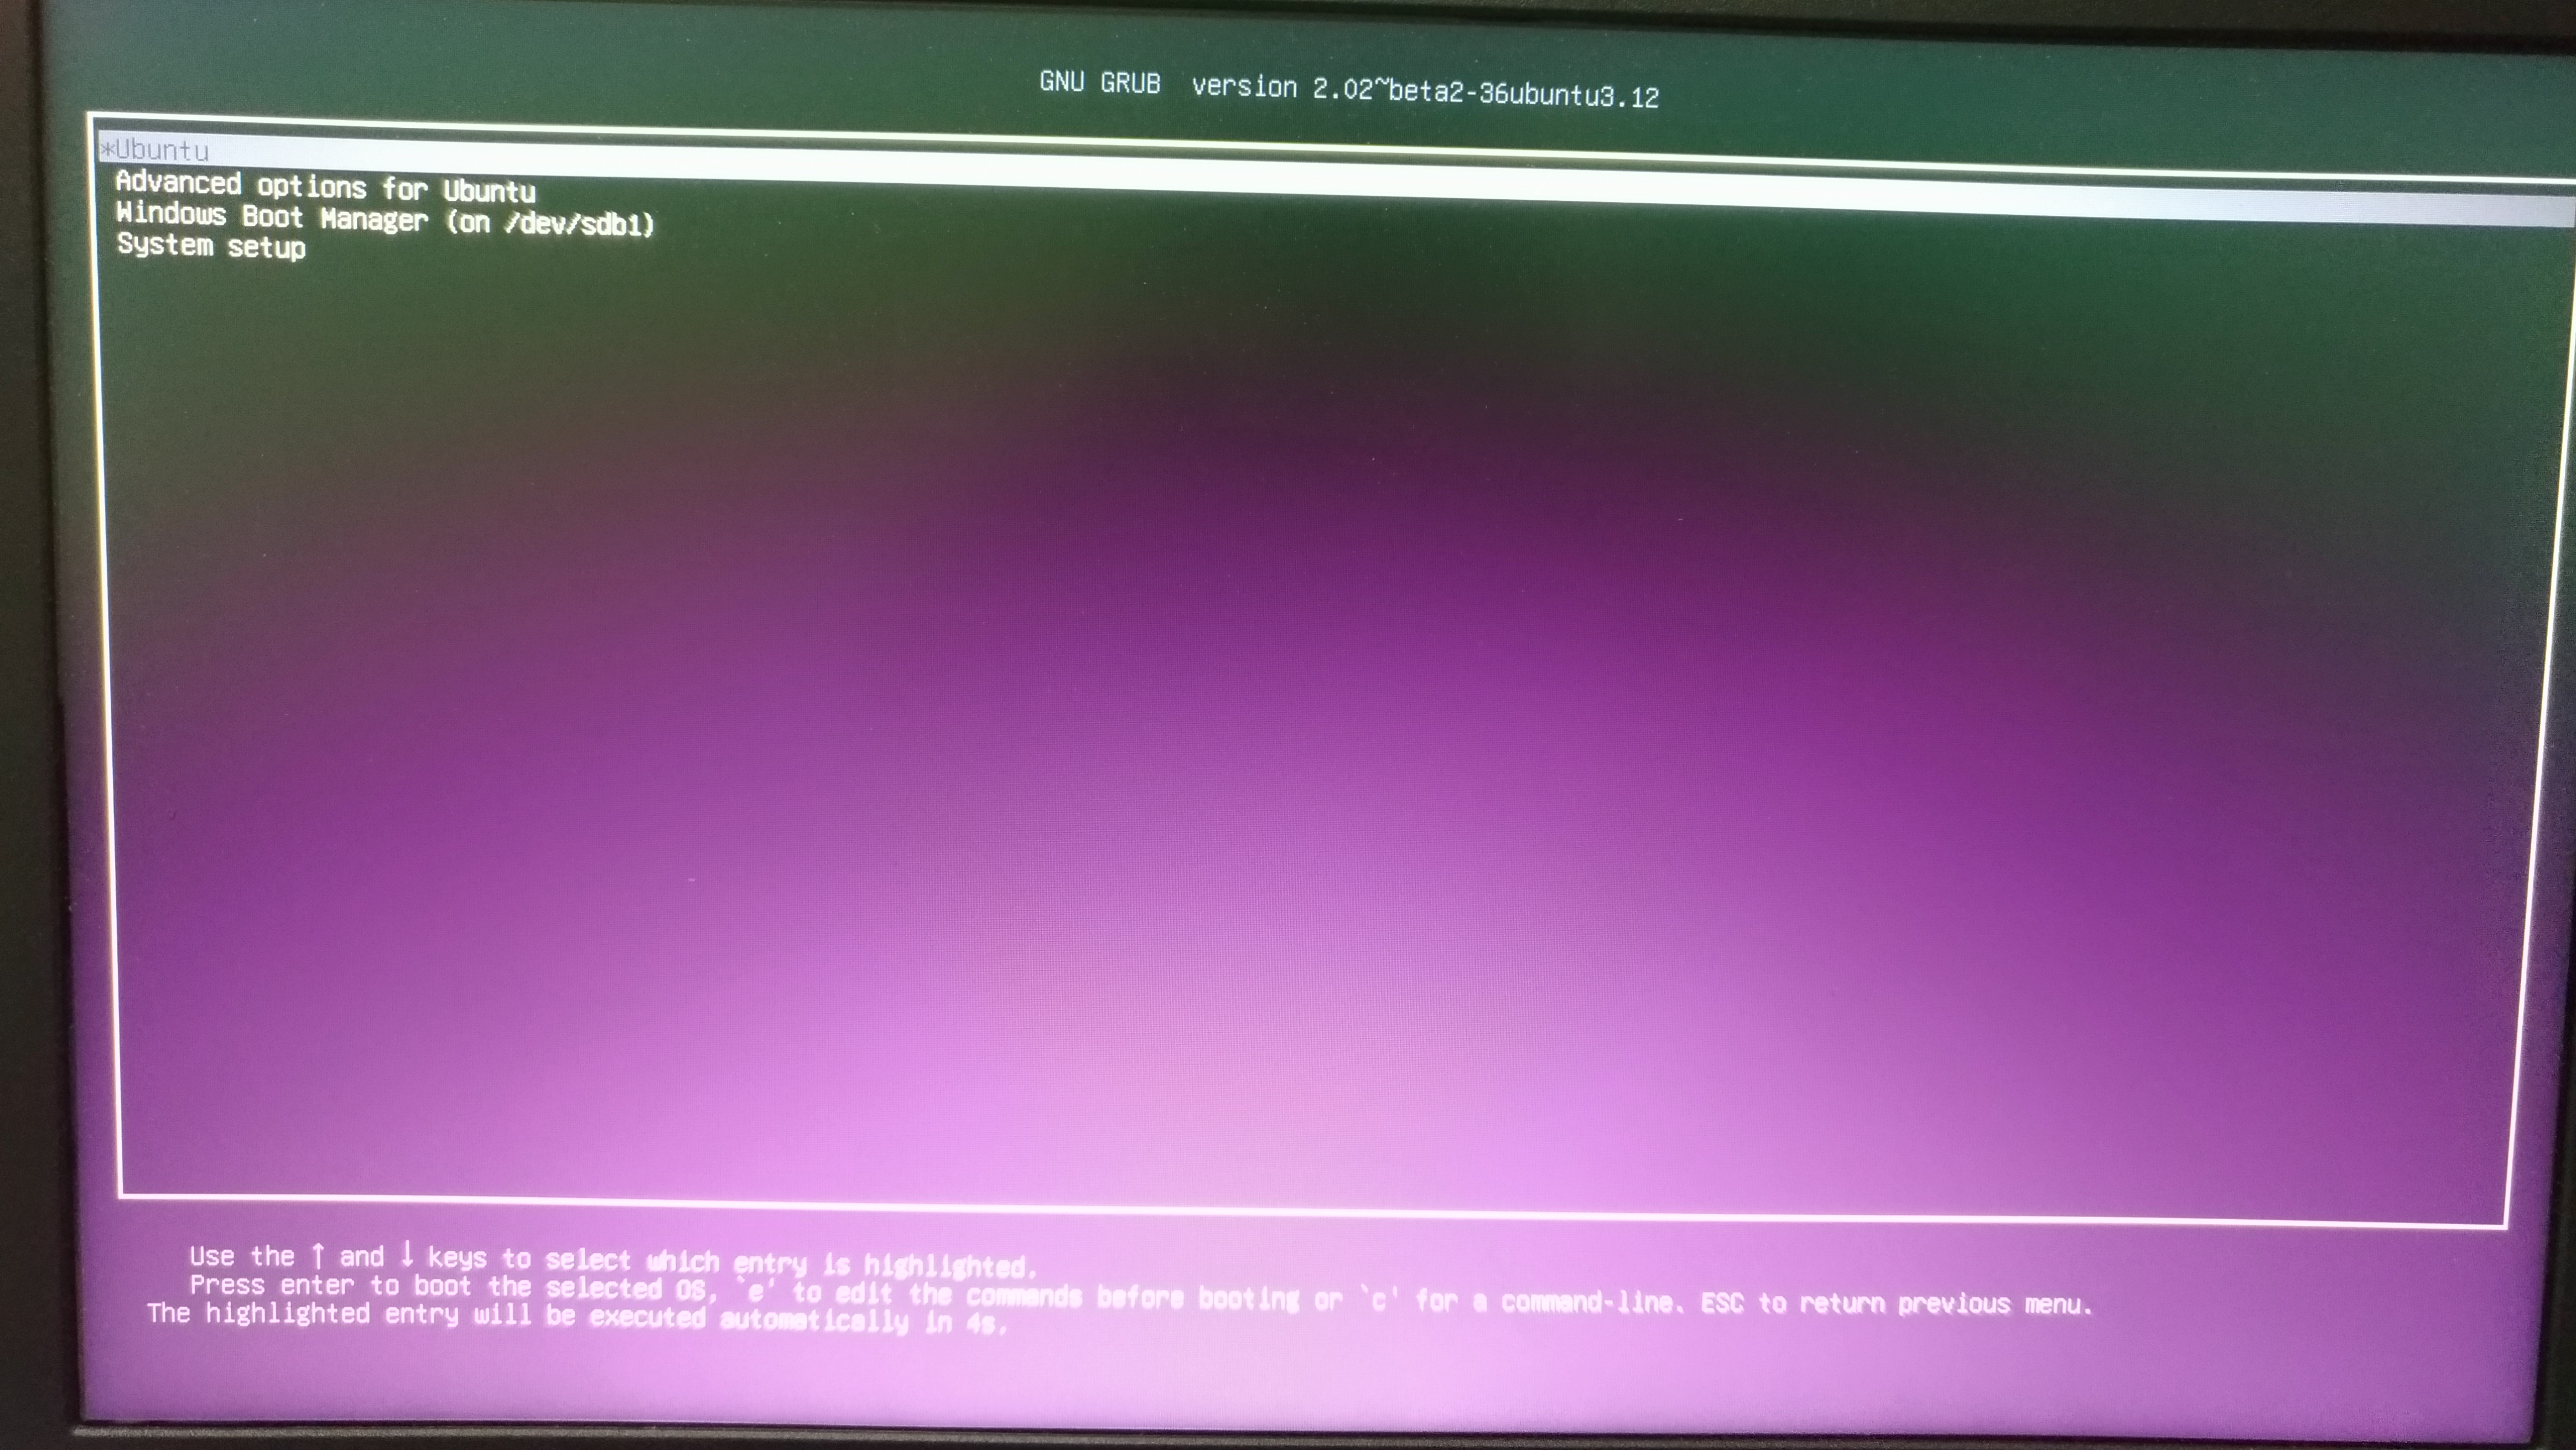 GNU GRUB  version 2.02~beta2-36ubuntu3.12
*Ubuntu
Advanced options for Ubuntu
Windows Boot Manager (on /dev/sdb1)
System setup
Use the ↑ and ↓ keys to select which entry is highlighted.
Press enter to boot the selected OS, `e' to edit the commands before booting or `c' for a command-line. ESC to return previous menu.
The highlighted entry will be executed automatically in 4s.